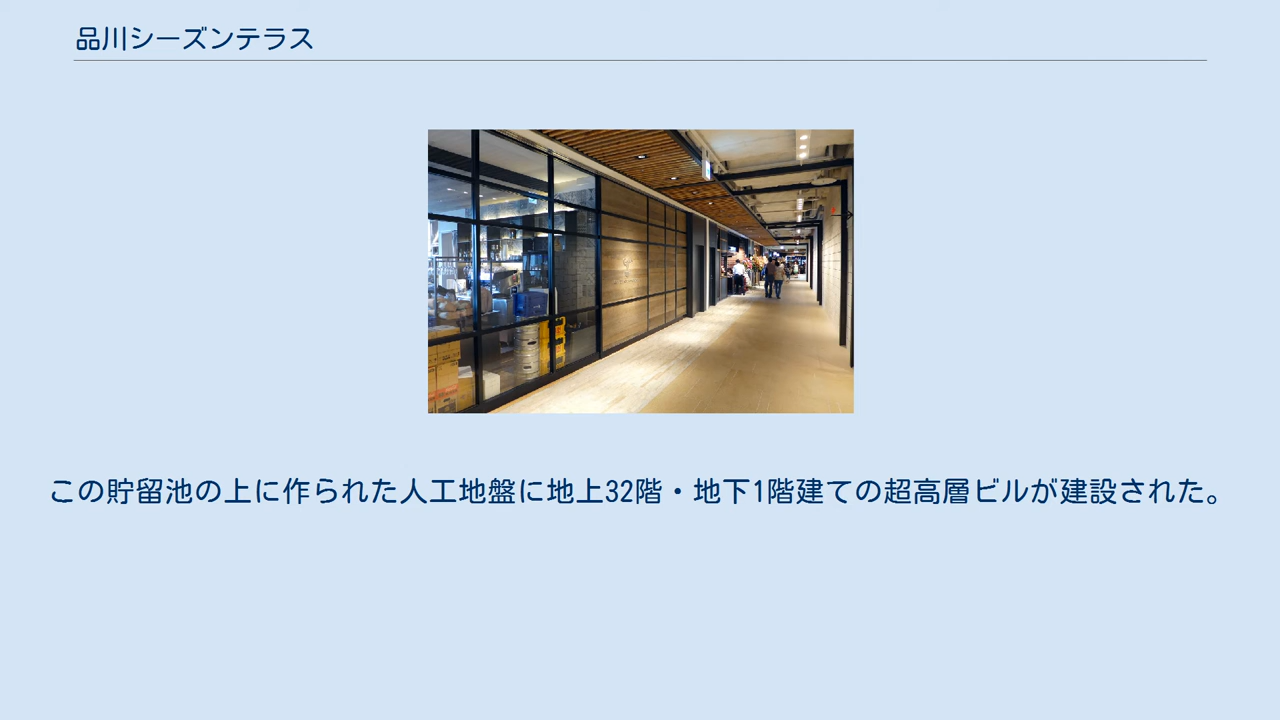 品川シーズンテラス
この貯留池の上に作られた人工地盤に地上32階・地下1階建ての超高層ビルが建設された。